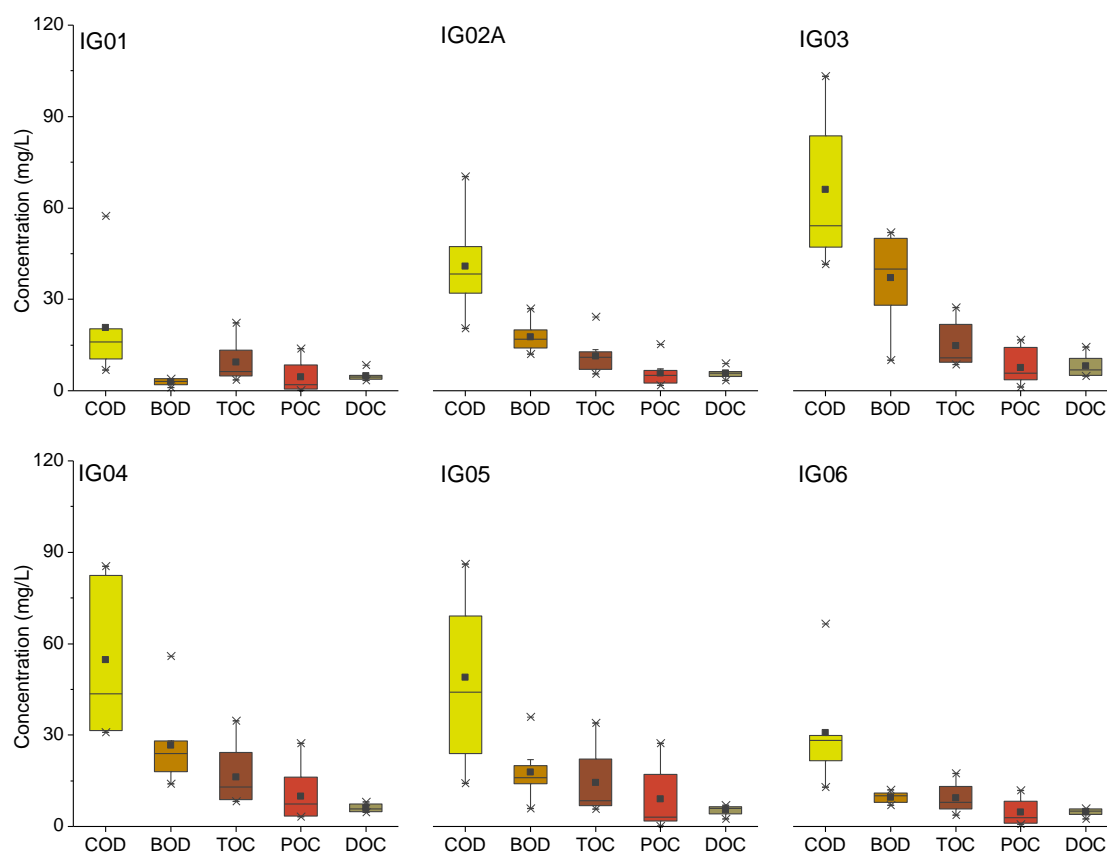 120
90
60
30
0
Concentration (mg/L)
IG01
COD BOD TOC POC DOC
IG02A
COD BOD TOC POC DOC
IG03
COD BOD TOC POC DOC
120
90
60
30
0
Concentration (mg/L)
IG04
COD BOD TOC POC DOC
IG05
COD BOD TOC POC DOC
IG06
COD BOD TOC POC DOC